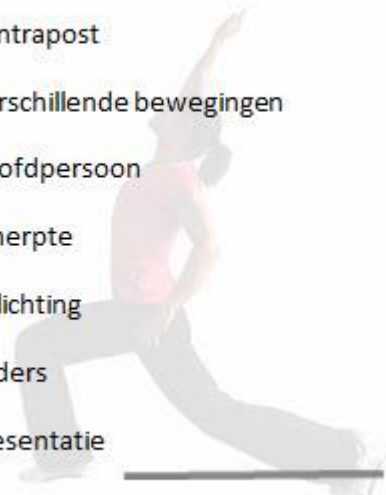 ntrapost
rschillende bewegingen
ofdpersoon
herpte
lichting
ders
esentatie